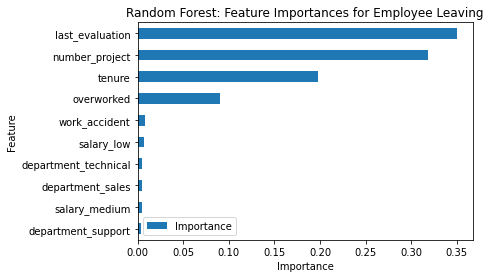 Random Forest: Feature Importances for Employee Leaving
last_evaluation
number_project
tenure
overworked
work_accident
salary_low
department_technical
department_sales
salary_medium
department_support
Feature
Importance
0.00 0.05 0.10 0.15 0.20 0.25 0.30 0.35
Importance